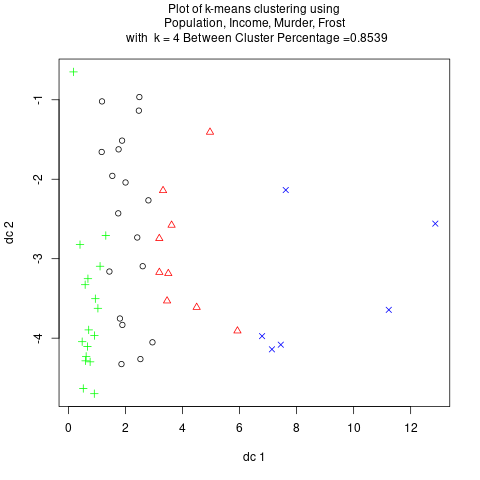 Plot of k-means clustering using
Population, Income, Murder, Frost
with k = 4 Between Cluster Percentage =0.8539
-1
-2
-3
-4
dc 2
0 2 4 6 8 10 12
dc 1